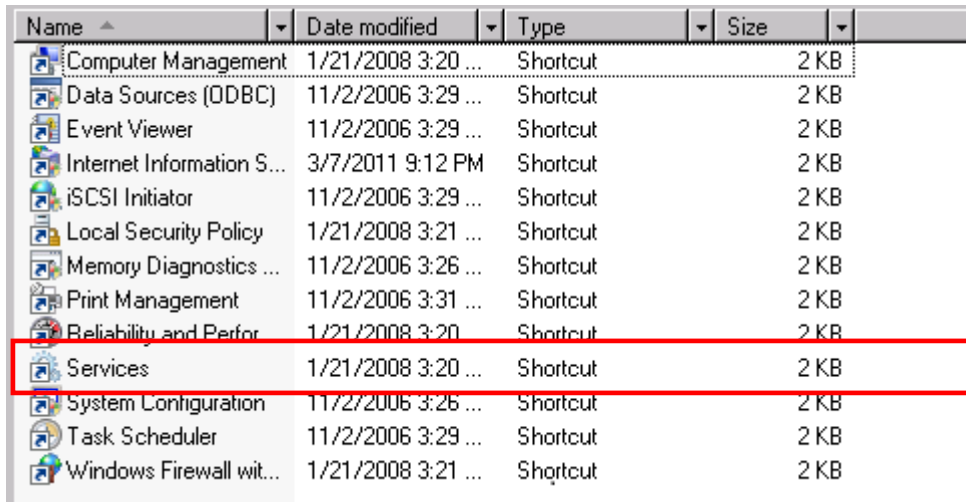 Name Date modified Type Size
Computer Management 1/21/2008 3:20 ... Shortcut 2 KB
Data Sources (ODBC) 11/2/2006 3:29 ... Shortcut 2 KB
Event Viewer 11/2/2006 3:29 ... Shortcut 2 KB
Internet Information S... 3/7/2011 9:12 PM Shortcut 2 KB
iSCSI Initiator 11/2/2006 3:29 ... Shortcut 2 KB
Local Security Policy 1/21/2008 3:21 ... Shortcut 2 KB
Memory Diagnostics ... 11/2/2006 3:26 ... Shortcut 2 KB
Print Management 11/2/2006 3:31 ... Shortcut 2 KB
Reliability and Perfor... 1/21/2008 3:20 ... Shortcut 2 KB
Services 1/21/2008 3:20 ... Shortcut 2 KB
System Configuration 11/2/2006 3:26 ... Shortcut 2 KB
Task Scheduler 11/2/2006 3:29 ... Shortcut 2 KB
Windows Firewall wit... 1/21/2008 3:21 ... Shortcut 2 KB